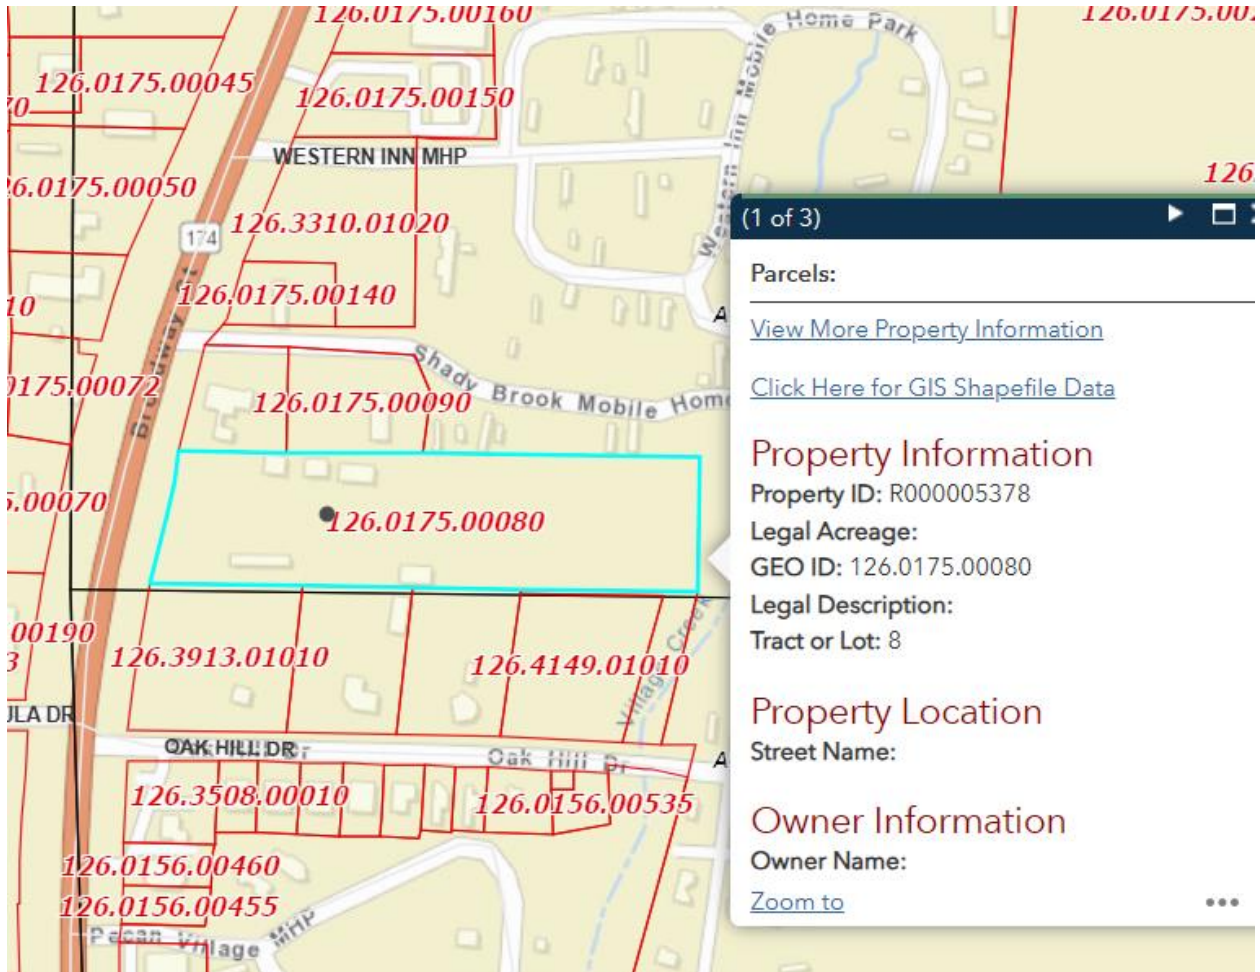 126.0175.00160
126.0175.00045
126.0175.00150
Western Inn Mobile Home Park
WESTERN INN MHP
26.0175.00050
126.3310.01020
174
126.0175.00140
10
Broadway St
0175.00072
126.0175.00090
Shady Brook Mobile Home
.00070
126.0175.00080
00190
3
126.3913.01010
126.4149.01010
Village Creek
ULA DR
OAK HILL DR
Oak Hill Dr
126.3508.00010
126.0156.00535
126.0156.00460
126.0156.00455
Pecan Village MHP
126.0175.00
126.
A
A
(1 of 3)
Parcels:
View More Property Information
Click Here for GIS Shapefile Data
Property Information
Property ID: R000005378
Legal Acreage:
GEO ID: 126.0175.00080
Legal Description:
Tract or Lot: 8
Property Location
Street Name:
Owner Information
Owner Name:
Zoom to